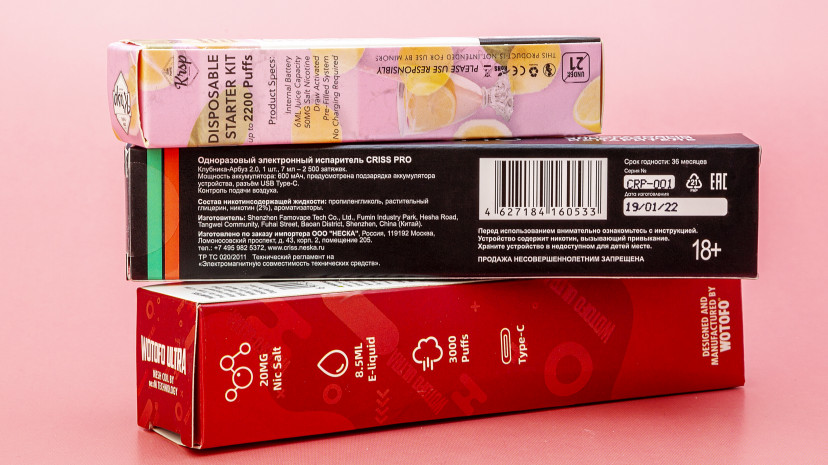 Krisp
DISPOSABLE
STARTER KIT
up to 2200 Puffs
Product Specs:
Internal Battery
6ML Juice Capacity
50MG Salt Nicotine
Draw Activated
Pre-Filled System
No Charging Required
THIS PRODUCT IS NOT INTENDED FOR USE BY MINORS
PLEASE USE RESPONSIBLY
UNDER
21
Одноразовый электронный испаритель CRISS PRO
Клубника-Арбуз 2.0, 1 шт., 7 мл – 2 500 затяжек.
Мощность аккумулятора: 600 мАч, предусмотрена подзарядка аккумулятора
устройства, разъём USB Type-C.
Контроль подачи воздуха.
Состав никотинсодержащей жидкости: пропиленгликоль, растительный
глицерин, никотин (2%), ароматизаторы.
Изготовитель: Shenzhen Famovape Tech Co., Ltd., Fumin Industry Park, Hesha Road,
Tangwei Community, Fuhai Street, Baoan District, Shenzhen, China (Китай).
Изготовлено по заказу импортера ООО "НЕСКА", Россия, 119192 Москва,
Ломоносовский проспект, д. 43, корп. 2, помещение 205.
тел.: +7 495 982 5372, www.criss.neska.ru
ТР ТС 020/2011 Технический регламент на
«Электромагнитную совместимость технических средств».
4 627184 160533
Срок годности: 36 месяцев
Серия №
CRP-001
21
PAP
EAC
Дата изготовления
19/01/22
Перед использованием внимательно ознакомьтесь с инструкцией.
Устройство содержит никотин, вызывающий привыкание.
Храните устройство в недоступном для детей месте.
ПРОДАЖА НЕСОВЕРШЕННОЛЕТНИМ ЗАПРЕЩЕНА
18+
WOTOFO ULTRA
MESH COIL BY
TECHNOLOGY
20MG
Nic Salt
8.5ML
E-liquid
3000
Puffs
Type-C
DESIGNED AND
MANUFACTURED BY
WOTOFO